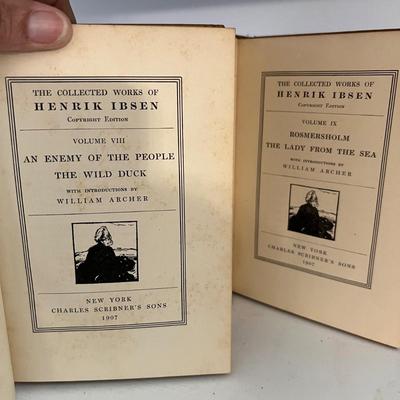 THE COLLECTED WORKS OF
HENRIK IBSEN
COPYRIGHT EDITION
VOLUME VIII
AN ENEMY OF THE PEOPLE
THE WILD DUCK
WITH INTRODUCTIONS BY
WILLIAM ARCHER
NEW YORK
CHARLES SCRIBNER'S SONS
1907
THE COLLECTED WORKS OF
HENRIK IBSEN
COPYRIGHT EDITION
VOLUME IX
ROSMERSHOLM
THE LADY FROM THE SEA
WITH INTRODUCTIONS BY
WILLIAM ARCHER
NEW YORK
CHARLES SCRIBNER'S SONS
1907